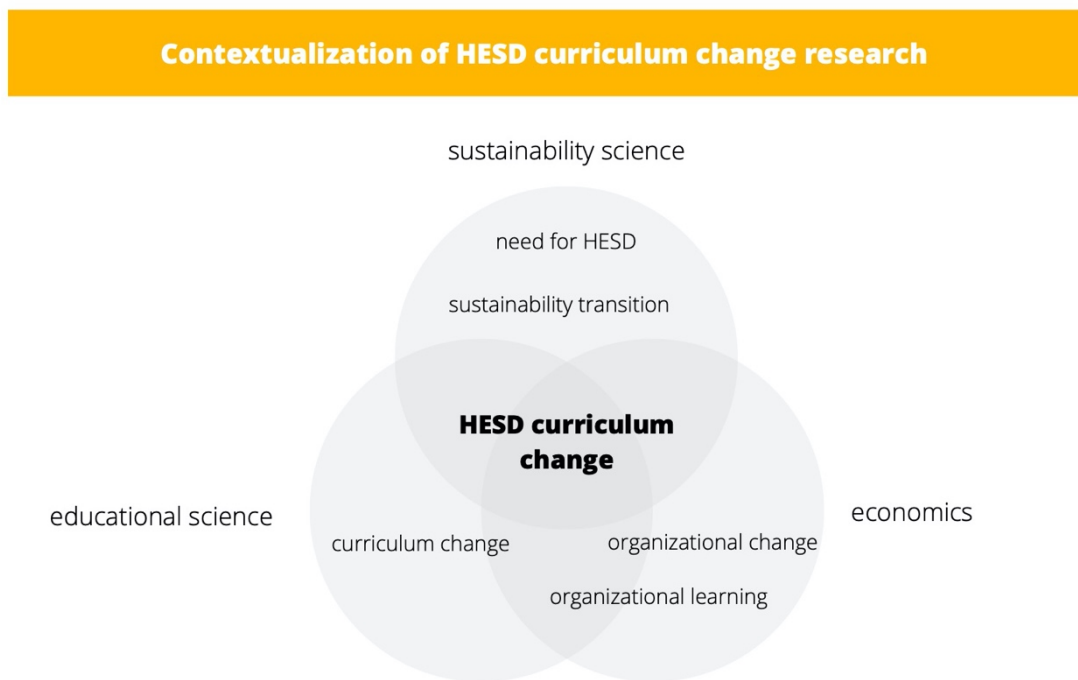 Contextualization of HESD curriculum change research
sustainability science
need for HESD
sustainability transition
HESD curriculum
change
educational science
economics
curriculum change
organizational change
organizational learning